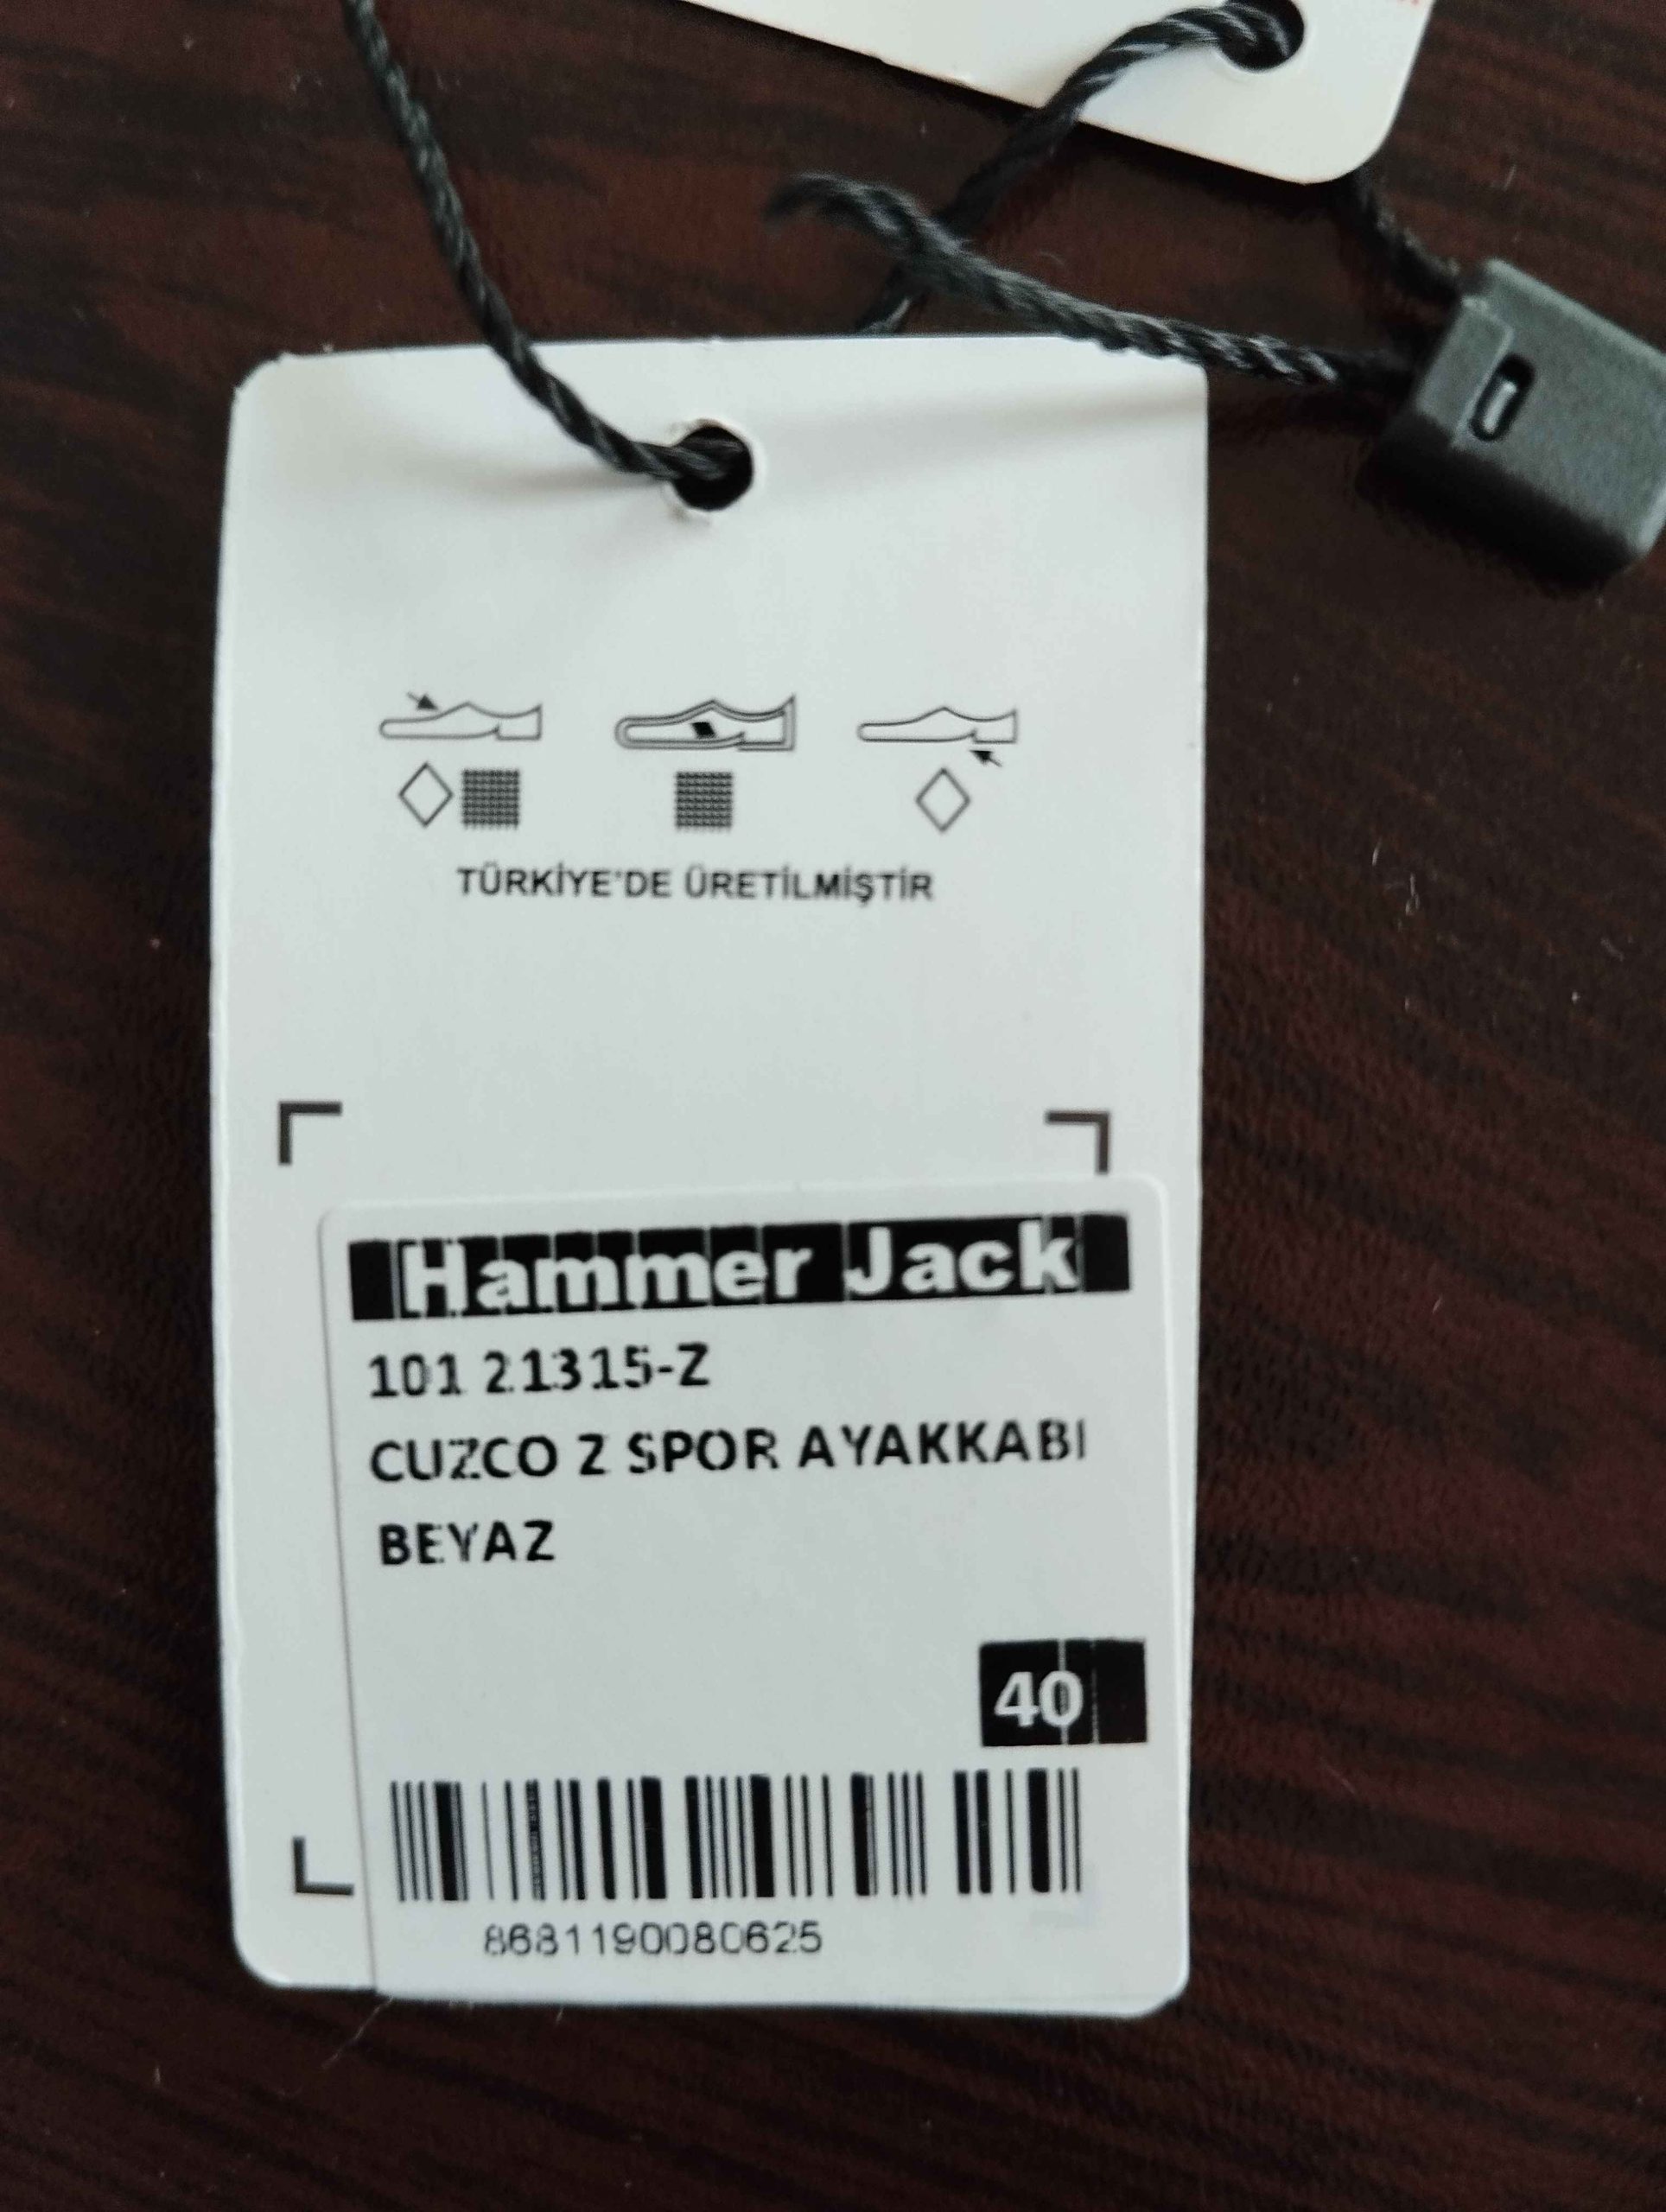 TÜRKİYE'DE ÜRETİLMİŞTİR
Hammer Jack
101 21315-Z
CUZCO Z SPOR AYAKKABI
BEYAZ
40
8681190080625